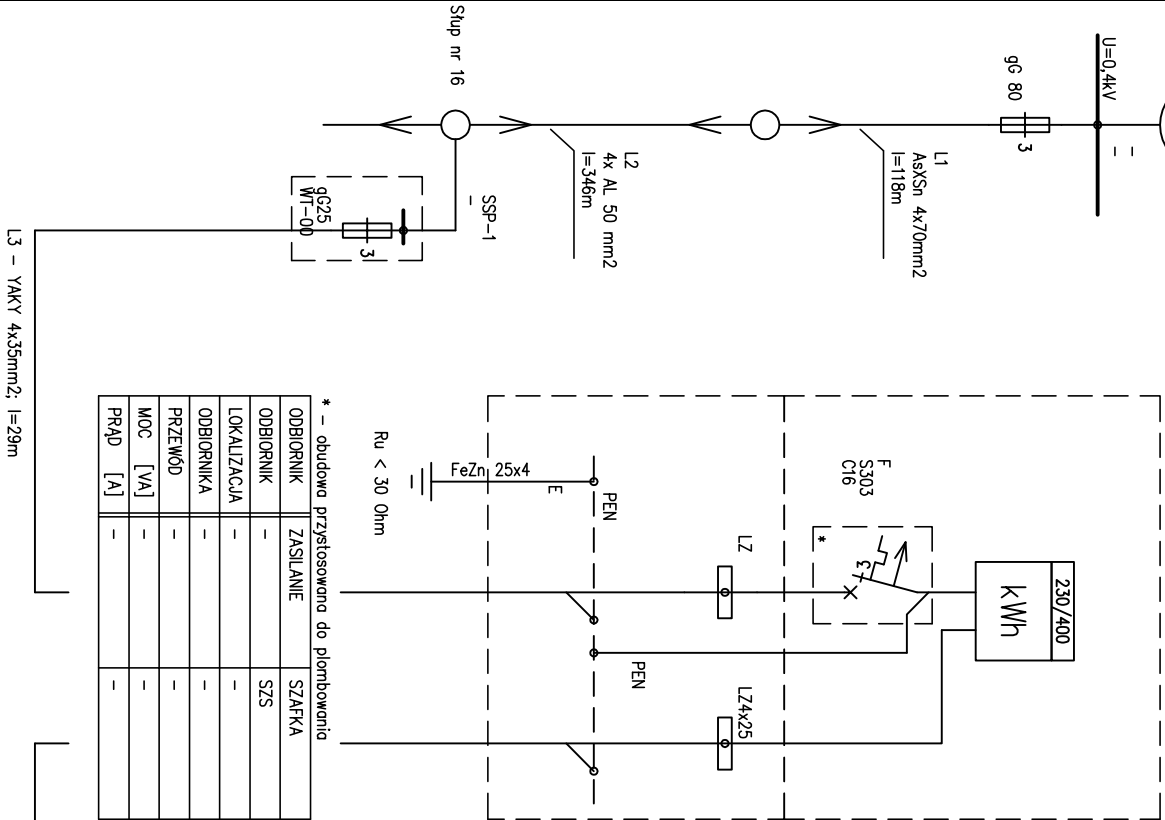 U=0,4kV
- -
gG 80
3
L1
AsXSn 4x70mm2
l=118m
L2
4x AL 50 mm2
l=346m
Słup nr 16
SSP-1
-
gG25
WT-00
3
L3 - YAKY 4x35mm2; l=29m
230/400
kWh
F
S303
C16
3
*
LZ
LZ4x25
PEN
PEN
E
FeZn 25x4
Ru < 30 Ohm
* - obudowa przystosowana do plombowania
ODBIORNIK ZASILANIE SZAFKA
ODBIORNIK - SZS
LOKALIZACJA - -
ODBIORNIKA - -
PRZEWÓD - -
MOC [VA] - -
PRĄD [A] - -